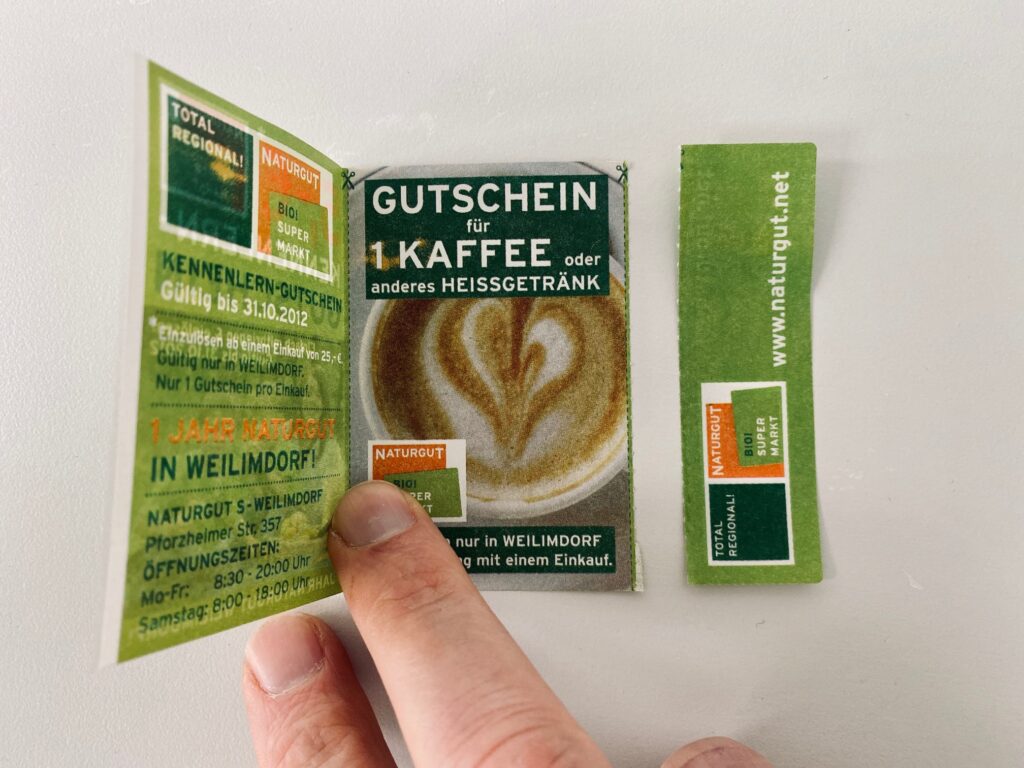 TOTAL
REGIONAL!
NATURGUT
BIO!
SUPER
MARKT
KENNENLERN-GUTSCHEIN
Gültig bis 31.10.2012
*Einzulösen ab einem Einkauf von 25,- €.
Gültig nur in WEILIMDORF.
Nur 1 Gutschein pro Einkauf.
1 JAHR NATURGUT
IN WEILIMDORF!
NATURGUT S-WEILIMDORF
Pforzheimer Str, 357
ÖFFNUNGSZEITEN:
Mo-Fr: 8:30 - 20:00 Uhr
Samstag: 8:00 - 18:00 Uhr
GUTSCHEIN
für
1 KAFFEE oder
anderes HEISSGETRÄNK
NATURGUT
BIO!
nur in WEILIMDORF
mit einem Einkauf.
www.naturgut.net
NATURGUT
BIO!
SUPER
MARKT
TOTAL
REGIONAL!